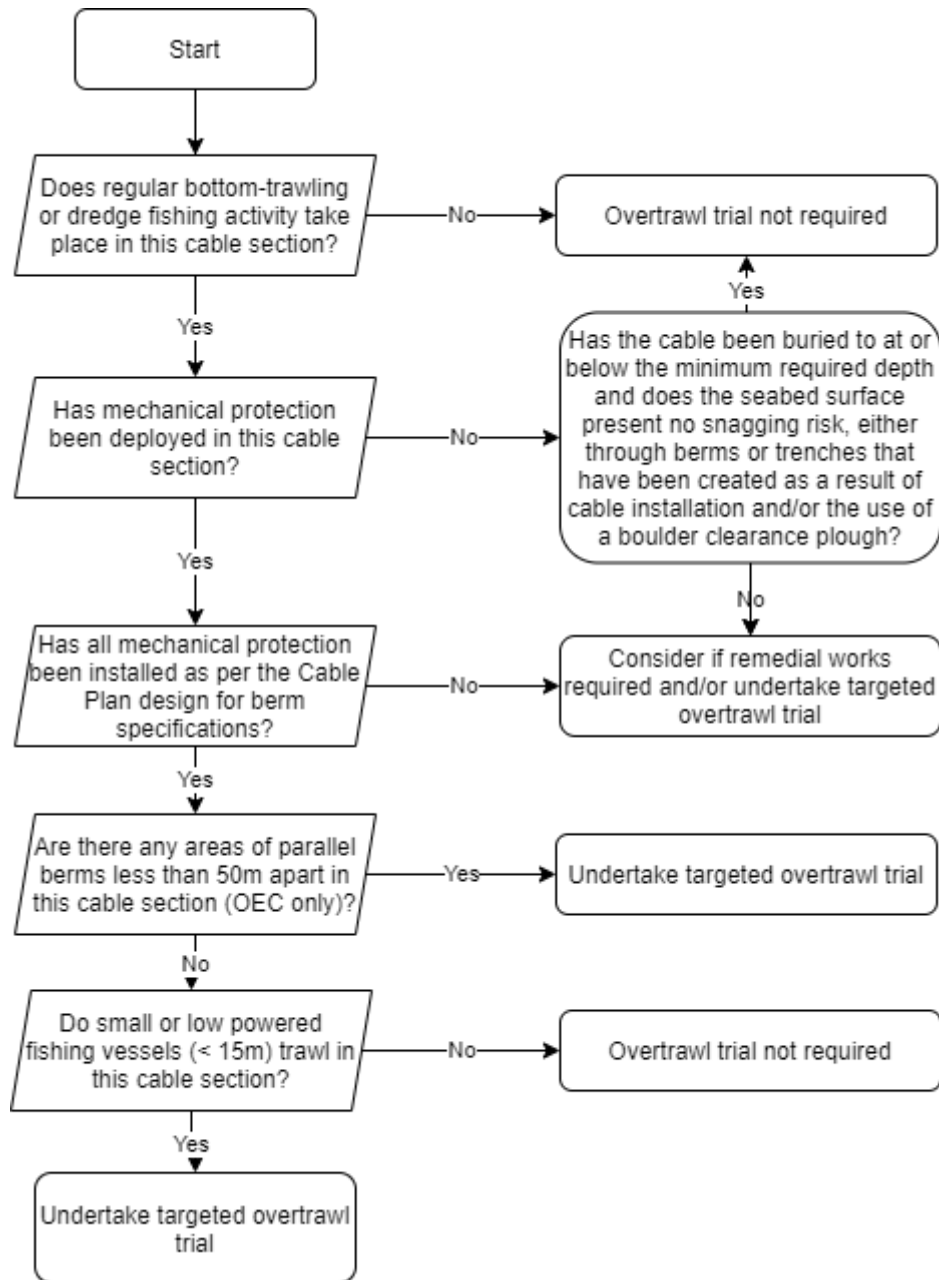 Start
Does regular bottom-trawling
or dredge fishing activity take
place in this cable section?
No
Overtrawl trial not required
Yes
Yes
Has the cable been buried to at or
below the minimum required depth
and does the seabed surface
present no snagging risk, either
through berms or trenches that
have been created as a result of
cable installation and/or the use of
a boulder clearance plough?
Has mechanical protection
been deployed in this cable
section?
No
Yes
No
Has all mechanical protection
been installed as per the Cable
Plan design for berm
specifications?
No
Consider if remedial works
required and/or undertake targeted
overtrawl trial
Yes
Are there any areas of parallel
berms less than 50m apart in
this cable section (OEC only)?
Yes
Undertake targeted overtrawl trial
No
Do small or low powered
fishing vessels (< 15m) trawl in
this cable section?
No
Overtrawl trial not required
Yes
Undertake targeted overtrawl
trial